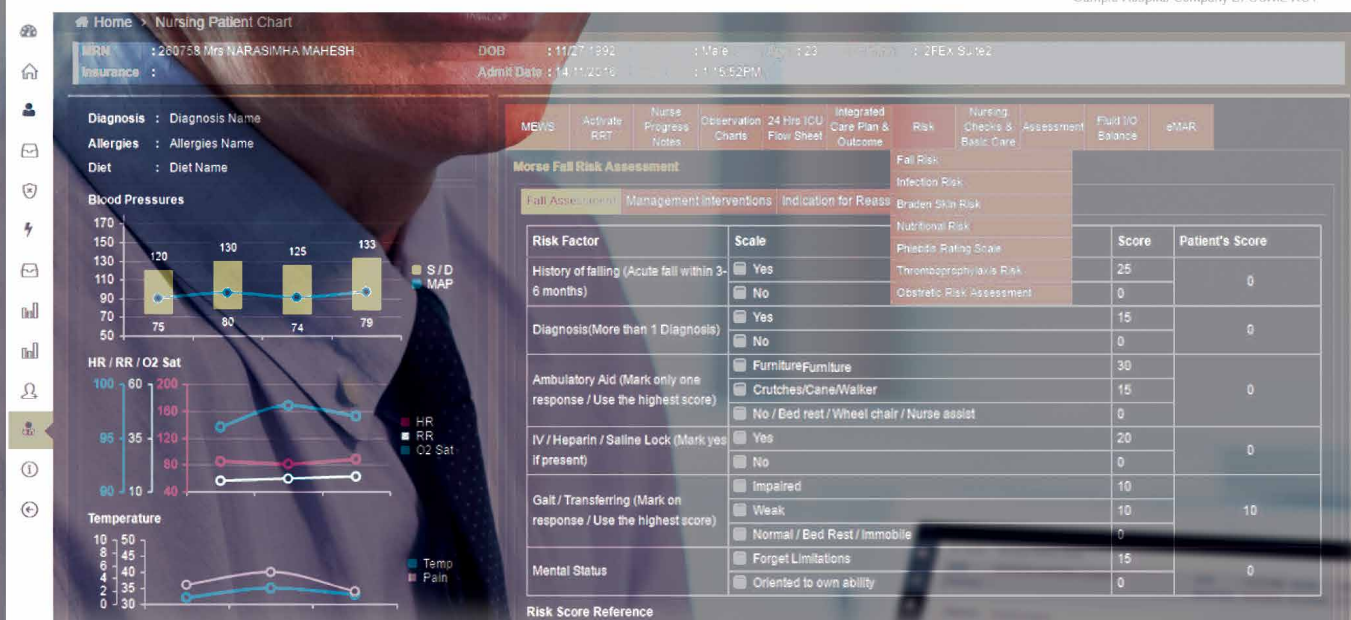 Home > Nursing Patient Chart
MRN : 260758 Mrs NARASIMHA MAHESH DOB : 11/27/1992 : Male : 23 : 2FEX Suite2
Insurance : Admit Date : 14/11/2016 : 1:15:52PM
Diagnosis : Diagnosis Name
Allergies : Allergies Name
Diet : Diet Name
Blood Pressures
170
150
130
110
90
70
50
120
130
125
133
75
80
74
79
S / D
MAP
HR / RR / O2 Sat
100 60 200
160
95 35 120
80
90 10 40
HR
RR
O2 Sat
Temperature
10 50
8 45
6 40
4
2 35
0 30
Temp
Pain
MEWS
Activate
RRT
Nurse
Progress
Notes
Observation
Charts
24 Hrs ICU
Flow Sheet
Integrated
Care Plan &
Outcome
Risk
Nursing
Checks &
Basic Care
Assessment
Fluid I/O
Balance
eMAR
Fall Risk
Infection Risk
Braden Skin Risk
Nutritional Risk
Phlebitis Rating Scale
Thromboprophylaxis Risk
Obstretic Risk Assessment
Morse Fall Risk Assessment
Fall Assessment Management interventions Indication for Reass
Risk Factor Scale Score Patient's Score
History of falling (Acute fall within 3-
6 months)
Yes 25
No 0
0
Diagnosis(More than 1 Diagnosis)
Yes 15
No 0
0
Ambulatory Aid (Mark only one
response / Use the highest score)
FurnitureFurniture 30
Crutches/Cane/Walker 15
No / Bed rest / Wheel chair / Nurse assist 0
0
IV / Heparin / Saline Lock (Mark yes
if present)
Yes 20
No 0
0
Gait / Transferring (Mark on
response / Use the highest score)
Impaired 10
Weak 10
Normal / Bed Rest / Immobile 0
10
Mental Status
Forget Limitations 15
Oriented to own ability 0
0
Risk Score Reference